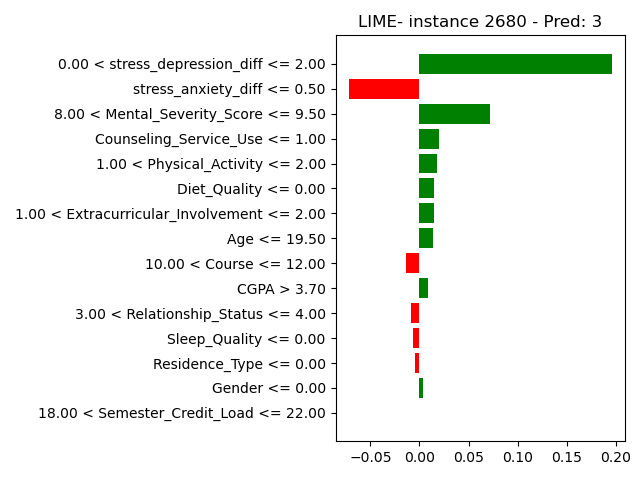 LIME- instance 2680 - Pred: 3
0.00 < stress_depression_diff <= 2.00
stress_anxiety_diff <= 0.50
8.00 < Mental_Severity_Score <= 9.50
Counseling_Service_Use <= 1.00
1.00 < Physical_Activity <= 2.00
Diet_Quality <= 0.00
1.00 < Extracurricular_Involvement <= 2.00
Age <= 19.50
10.00 < Course <= 12.00
CGPA > 3.70
3.00 < Relationship_Status <= 4.00
Sleep_Quality <= 0.00
Residence_Type <= 0.00
Gender <= 0.00
18.00 < Semester_Credit_Load <= 22.00
−0.05 0.00 0.05 0.10 0.15 0.20